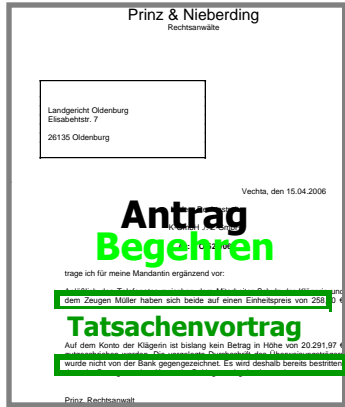 Prinz & Nieberding
Rechtsanwälte
Landgericht Oldenburg
Elisabehtstr. 7
26135 Oldenburg
Vechta, den 15.04.2006
Antrag
Begehren
trage ich für meine Mandantin ergänzend vor:
dem Zeugen Müller haben sich beide auf einen Einheitspreis von €
Tatsachenvortrag
Auf dem Konto der Klägerin ist bislang kein Betrag in Höhe von 20.291,97 €
wurde nicht von der Bank gegengezeichnet. Es wird deshalb bereits bestritten
Prinz, Rechtsanwalt